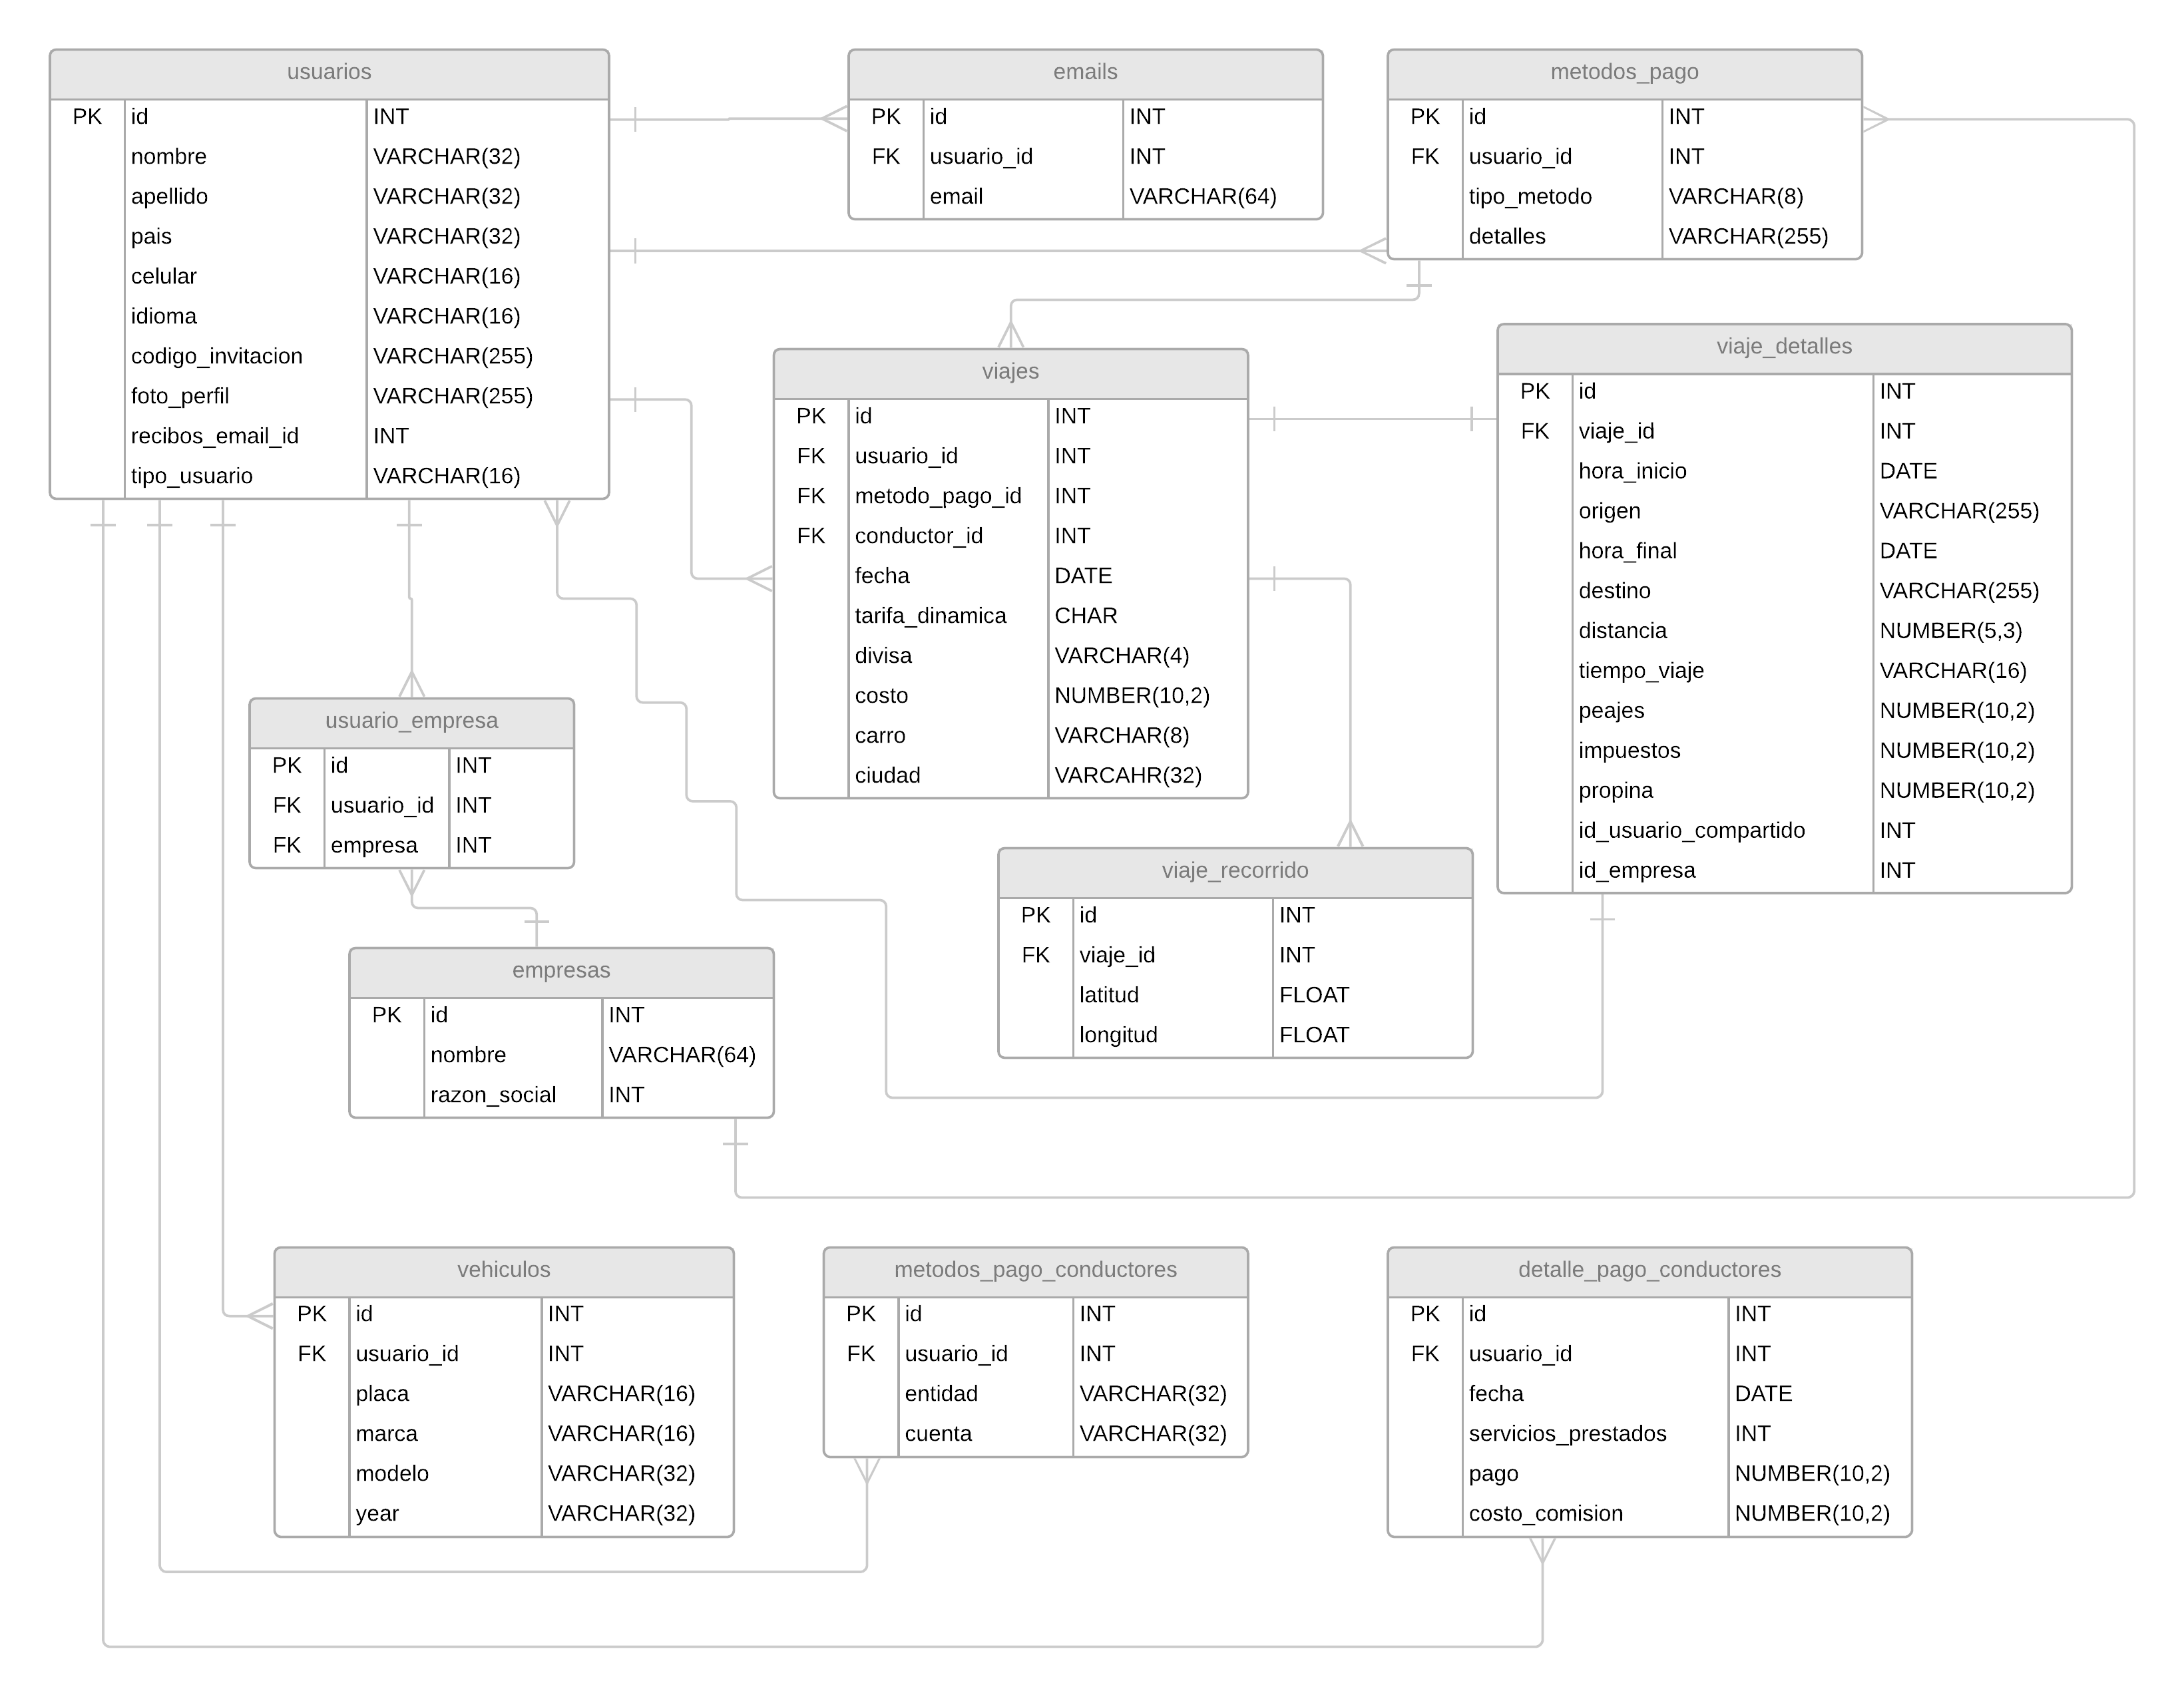 usuarios
PK id INT
nombre VARCHAR(32)
apellido VARCHAR(32)
pais VARCHAR(32)
celular VARCHAR(16)
idioma VARCHAR(16)
codigo_invitacion VARCHAR(255)
foto_perfil VARCHAR(255)
recibos_email_id INT
tipo_usuario VARCHAR(16)
emails
PK id INT
FK usuario_id INT
email VARCHAR(64)
metodos_pago
PK id INT
FK usuario_id INT
tipo_metodo VARCHAR(8)
detalles VARCHAR(255)
viajes
PK id INT
FK usuario_id INT
FK metodo_pago_id INT
FK conductor_id INT
fecha DATE
tarifa_dinamica CHAR
divisa VARCHAR(4)
costo NUMBER(10,2)
carro VARCHAR(8)
ciudad VARCAHR(32)
viaje_detalles
PK id INT
FK viaje_id INT
hora_inicio DATE
origen VARCHAR(255)
hora_final DATE
destino VARCHAR(255)
distancia NUMBER(5,3)
tiempo_viaje VARCHAR(16)
peajes NUMBER(10,2)
impuestos NUMBER(10,2)
propina NUMBER(10,2)
id_usuario_compartido INT
id_empresa INT
usuario_empresa
PK id INT
FK usuario_id INT
FK empresa INT
viaje_recorrido
PK id INT
FK viaje_id INT
latitud FLOAT
longitud FLOAT
empresas
PK id INT
nombre VARCHAR(64)
razon_social INT
vehiculos
PK id INT
FK usuario_id INT
placa VARCHAR(16)
marca VARCHAR(16)
modelo VARCHAR(32)
year VARCHAR(32)
metodos_pago_conductores
PK id INT
FK usuario_id INT
entidad VARCHAR(32)
cuenta VARCHAR(32)
detalle_pago_conductores
PK id INT
FK usuario_id INT
fecha DATE
servicios_prestados INT
pago NUMBER(10,2)
costo_comision NUMBER(10,2)